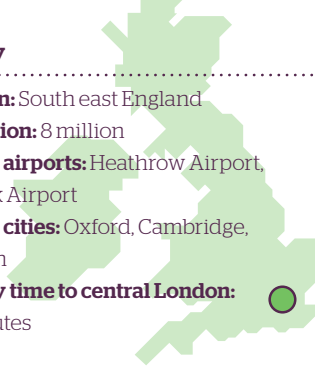 y
n: South east England
ion: 8 million
airports: Heathrow Airport,
k Airport
cities: Oxford, Cambridge,
n
y time to central London:
utes